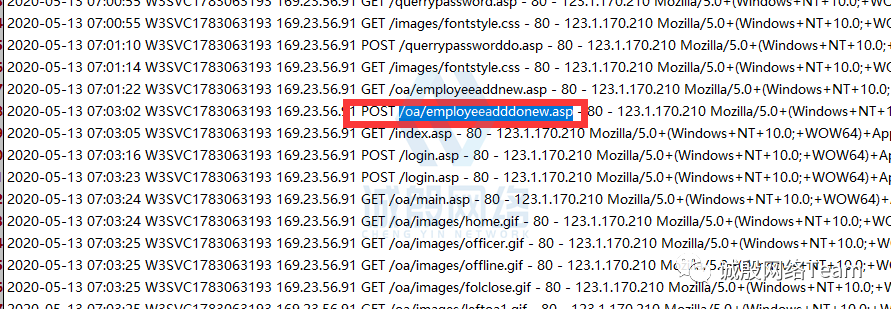 2020-05-13 07:00:55 W3SVC1783063193 169.23.56.91 GET /querrypassword.asp - 80 - 123.1.170.210 Mozilla/5.0+(Windows+NT+10.0;+
2020-05-13 07:00:55 W3SVC1783063193 169.23.56.91 GET /images/fontstyle.css - 80 - 123.1.170.210 Mozilla/5.0+(Windows+NT+10.0;+
2020-05-13 07:01:10 W3SVC1783063193 169.23.56.91 POST /querrypassworddo.asp - 80 - 123.1.170.210 Mozilla/5.0+(Windows+NT+1
2020-05-13 07:01:14 W3SVC1783063193 169.23.56.91 GET /images/fontstyle.css - 80 - 123.1.170.210 Mozilla/5.0+(Windows+NT+10.0;+
2020-05-13 07:01:22 W3SVC1783063193 169.23.56.91 GET /oa/employeeaddnew.asp - 80 - 123.1.170.210 Mozilla/5.0+(Windows+NT+
2020-05-13 07:03:02 W3SVC1783063193 169.23.56.91 POST /oa/employeeadddonew.asp - 80 - 123.1.170.210 Mozilla/5.0+(Windows+
2020-05-13 07:03:09 W3SVC1783063193 169.23.56.91 GET /index.asp - 80 - 123.1.170.210 Mozilla/5.0+(Windows+NT+10.0;+WOW64)+App
2020-05-13 07:03:16 W3SVC1783063193 169.23.56.91 POST /login.asp - 80 - 123.1.170.210 Mozilla/5.0+(Windows+NT+10.0;+WOW64)+A
2020-05-13 07:03:23 W3SVC1783063193 169.23.56.91 POST /login.asp - 80 - 123.1.170.210 Mozilla/5.0+(Windows+NT+10.0;+WOW64)+A
2020-05-13 07:03:24 W3SVC1783063193 169.23.56.91 GET /oa/main.asp - 80 - 123.1.170.210 Mozilla/5.0+(Windows+NT+10.0;+WOW64)+
2020-05-13 07:03:25 W3SVC1783063193 169.23.56.91 GET /oa/images/home.gif - 80 - 123.1.170.210 Mozilla/5.0+(Windows+NT+10.0;+W
2020-05-13 07:03:25 W3SVC1783063193 169.23.56.91 GET /oa/images/officer.gif - 80 - 123.1.170.210 Mozilla/5.0+(Windows+NT+10.0;+
2020-05-13 07:03:25 W3SVC1783063193 169.23.56.91 GET /oa/images/offline.gif - 80 - 123.1.170.210 Mozilla/5.0+(Windows+NT+10.0;+
2020-05-13 07:03:25 W3SVC1783063193 169.23.56.91 GET /oa/images/folclose.gif - 80 - 123.1.170.210 Mozilla/5.0+(Windows+NT+10.0;
诚殷网络
CHENG YIN NETWORK
诚殷网络Team